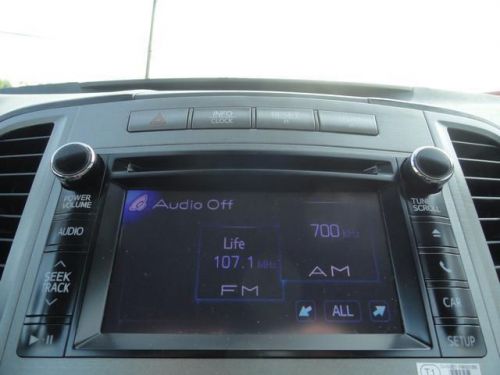 INFO
CLOCK
POWER
VOLUME
TUNE
SCROLL
AUDIO
SEEK
TRACK
Audio Off
Life
107.1 MHz
FM
700 kHz
AM
ALL
CAR
SETUP